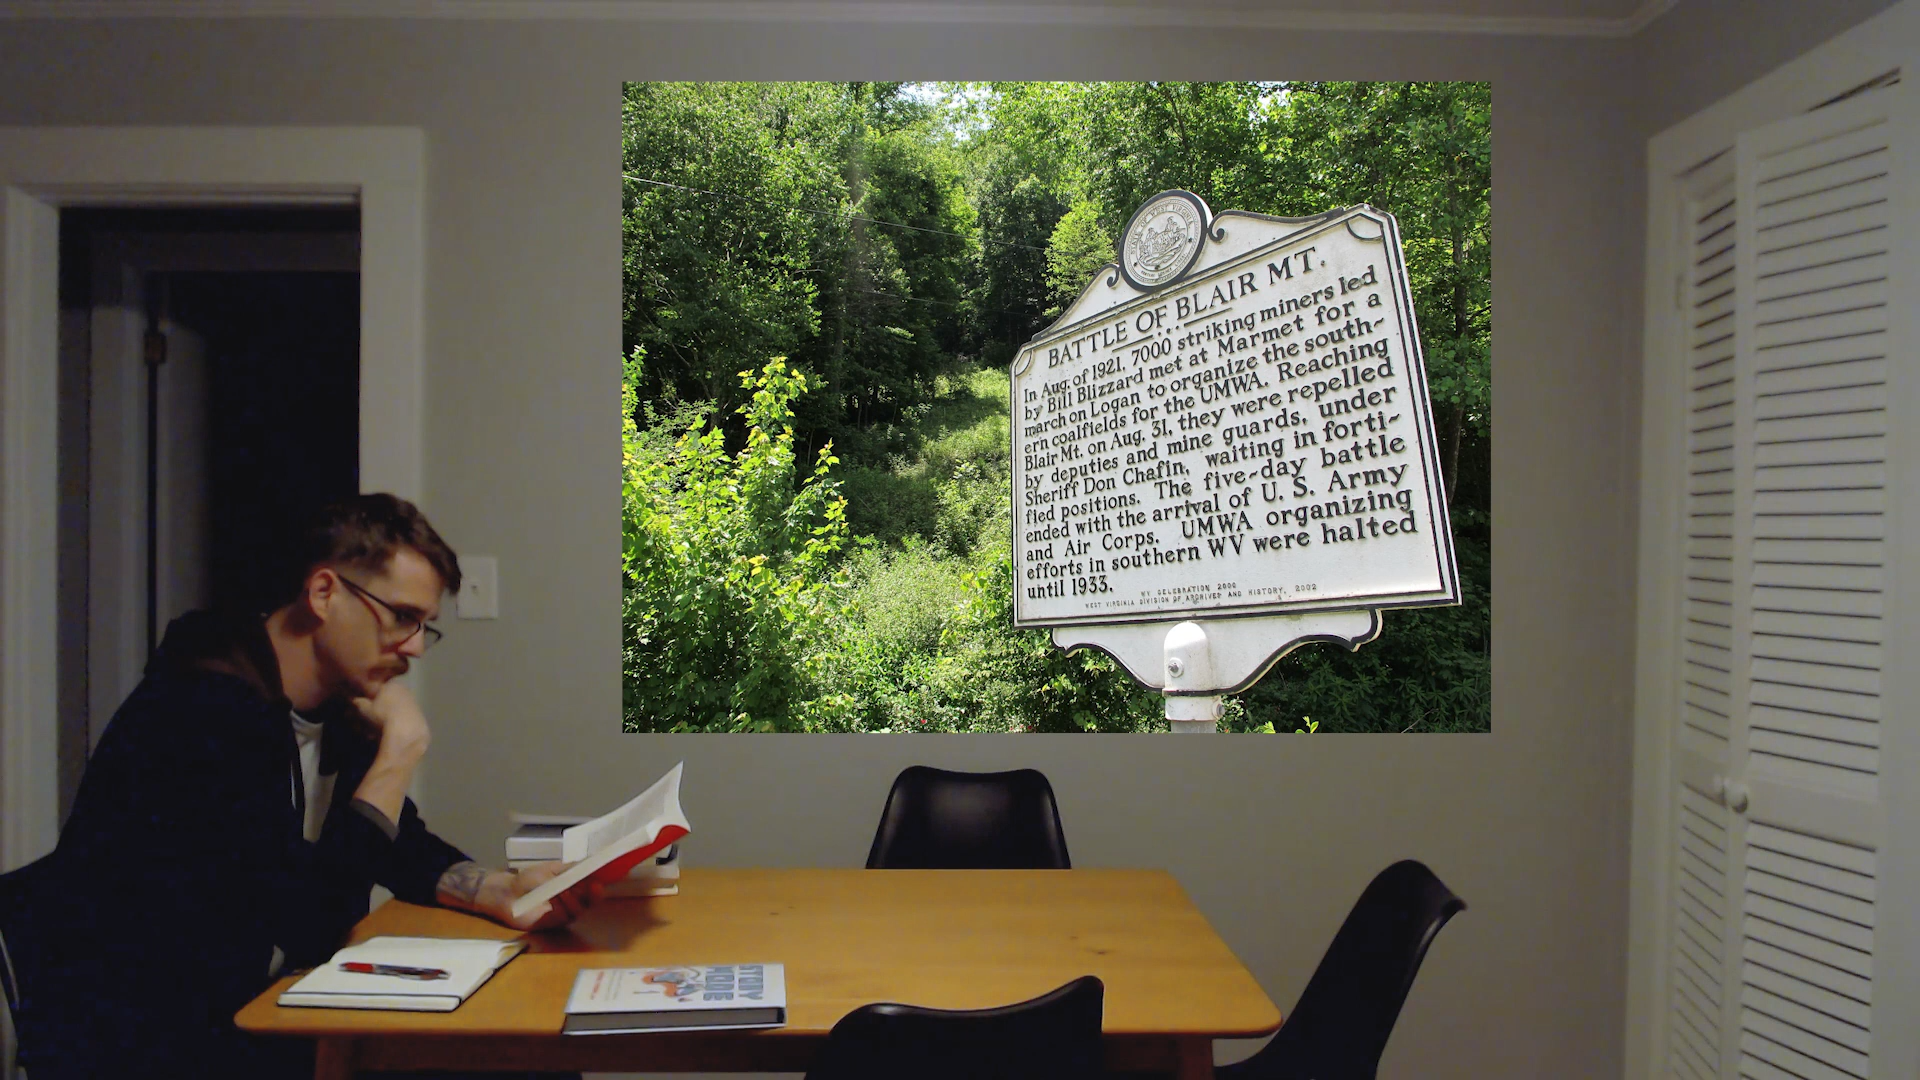 BATTLE OF BLAIR MT.
In Aug. of 1921, 7000 striking miners led
by Bill Blizzard met at Marmet for a
march on Logan to organize the south-
ern coalfields for the UMWA. Reaching
Blair Mt. on Aug. 31, they were repelled
by deputies and mine guards, under
Sheriff Don Chafin, waiting in forti-
fied positions. The five-day battle
ended with the arrival of U. S. Army
and Air Corps. UMWA organizing
efforts in southern WV were halted
until 1933.
WV CELEBRATION 2000
WEST VIRGINIA DIVISION OF ARCHIVES AND HISTORY, 2002